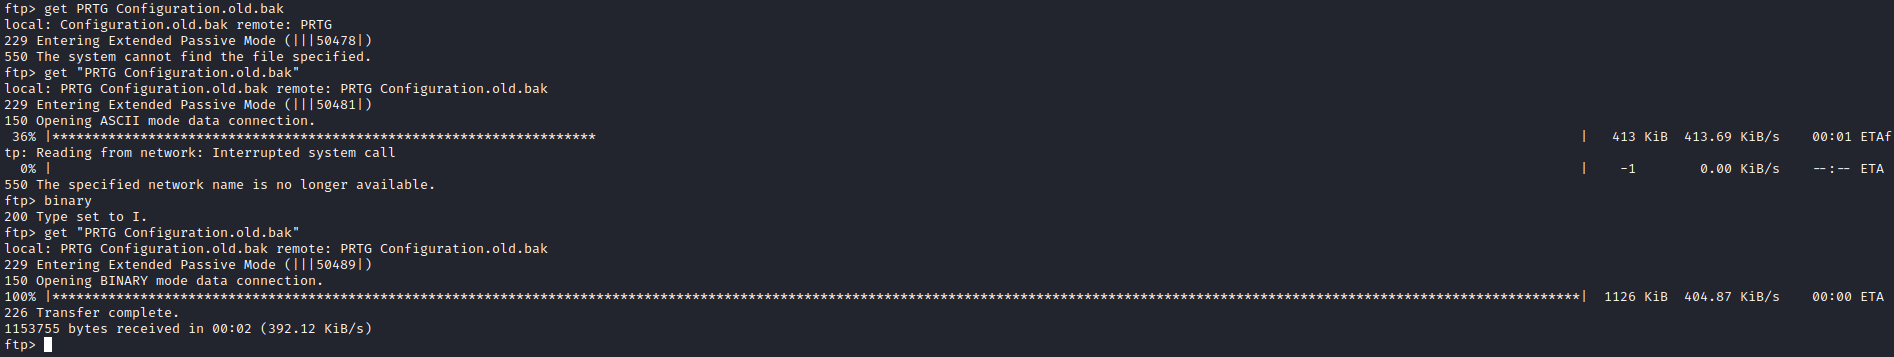 ftp> get PRTG Configuration.old.bak
local: Configuration.old.bak remote: PRTG
229 Entering Extended Passive Mode (|||50478|)
550 The system cannot find the file specified.
ftp> get "PRTG Configuration.old.bak"
local: PRTG Configuration.old.bak remote: PRTG Configuration.old.bak
229 Entering Extended Passive Mode (|||50481|)
150 Opening ASCII mode data connection.
 36% |******************************************************************** |   413 KiB  413.69 KiB/s    00:01 ETAf
tp: Reading from network: Interrupted system call
  0% | |    -1        0.00 KiB/s    --:-- ETA
550 The specified network name is no longer available.
ftp> binary
200 Type set to I.
ftp> get "PRTG Configuration.old.bak"
local: PRTG Configuration.old.bak remote: PRTG Configuration.old.bak
229 Entering Extended Passive Mode (|||50489|)
150 Opening BINARY mode data connection.
100% |***********************************************************************************************************************************************************************************************|  1126 KiB  404.87 KiB/s    00:00 ETA
226 Transfer complete.
1153755 bytes received in 00:02 (392.12 KiB/s)
ftp>